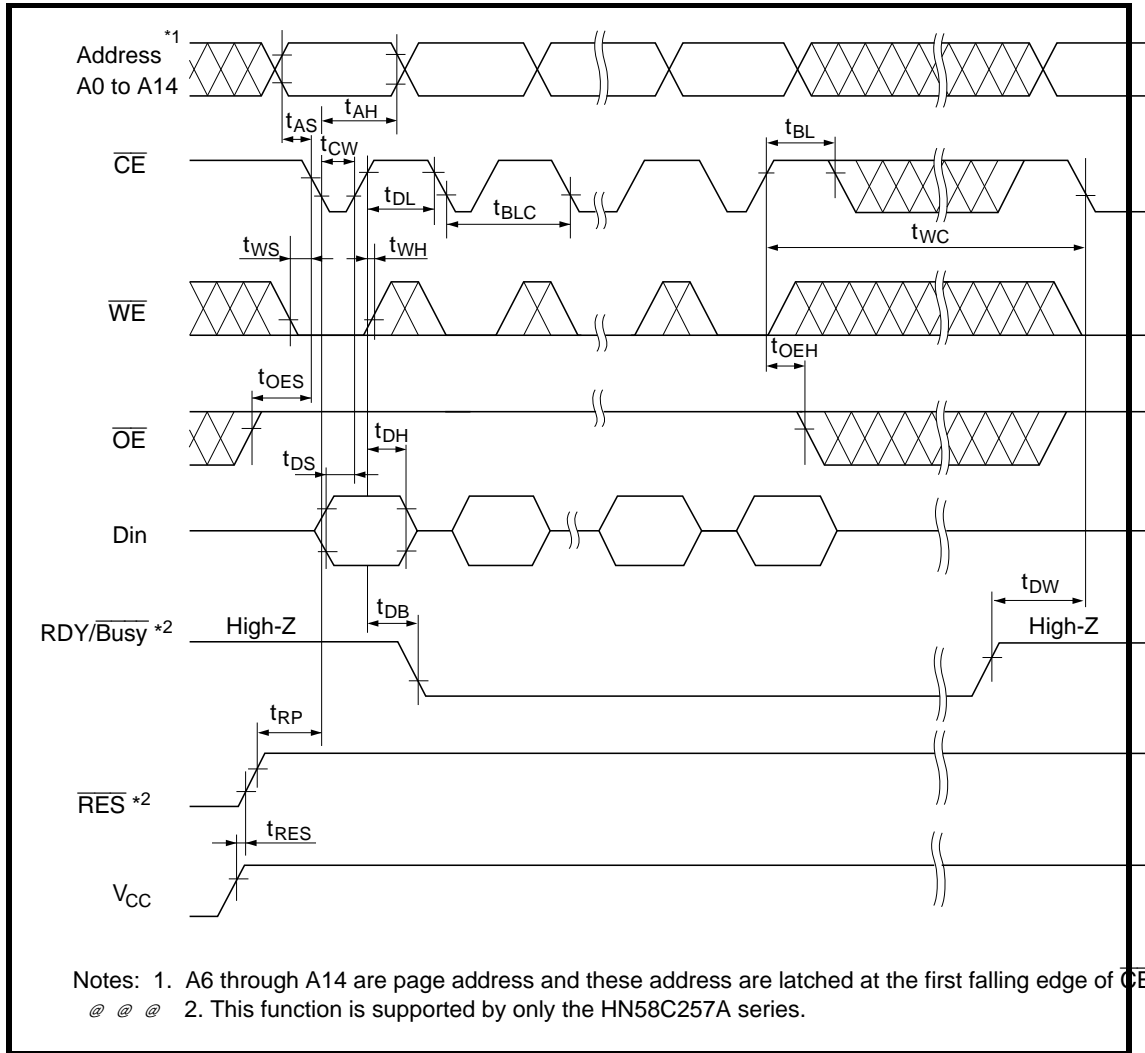 Address *1
A0 to A14
tAH
tAS
tBL
tCW
CE
tDL
tBLC
tWC
tWS
tWH
WE
tOEH
tOES
OE
tDH
tDS
Din
tDW
tDB
RDY/Busy *2
High-Z
High-Z
tRP
RES *2
tRES
VCC
Notes: 1. A6 through A14 are page address and these address are latched at the first falling edge of CE
@ @ @ 2. This function is supported by only the HN58C257A series.